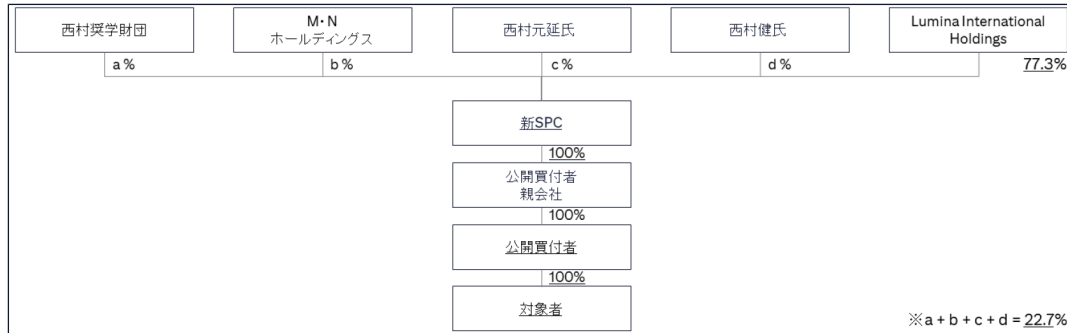 西村奨学財団
M・N
ホールディングス
西村元延氏
西村健氏
Lumina International
Holdings
a %
b %
c %
d %
77.3%
新SPC
100%
公開買付者
親会社
100%
公開買付者
100%
対象者
※a + b + c + d = 22.7%